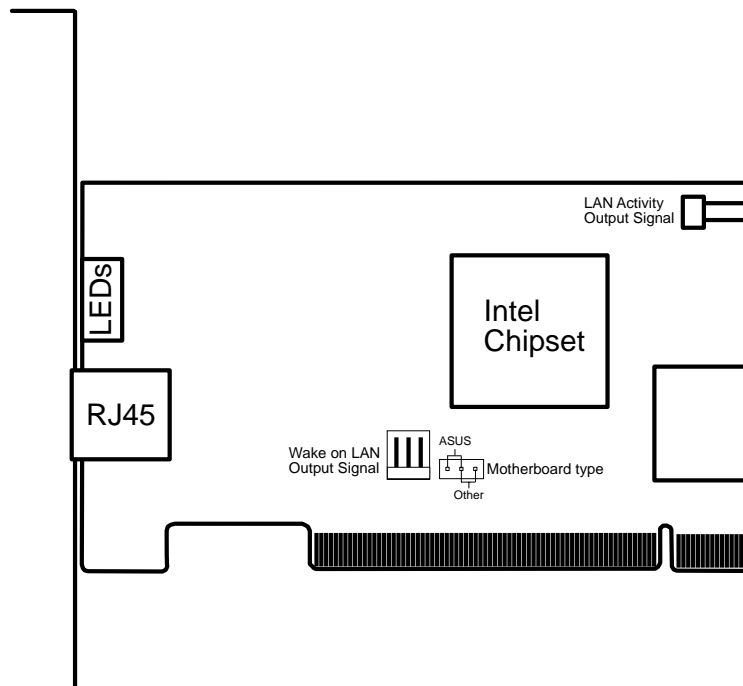 LAN Activity
Output Signal
LEDs
Intel
Chipset
RJ45
Wake on LAN
Output Signal
ASUS
Motherboard type
Other